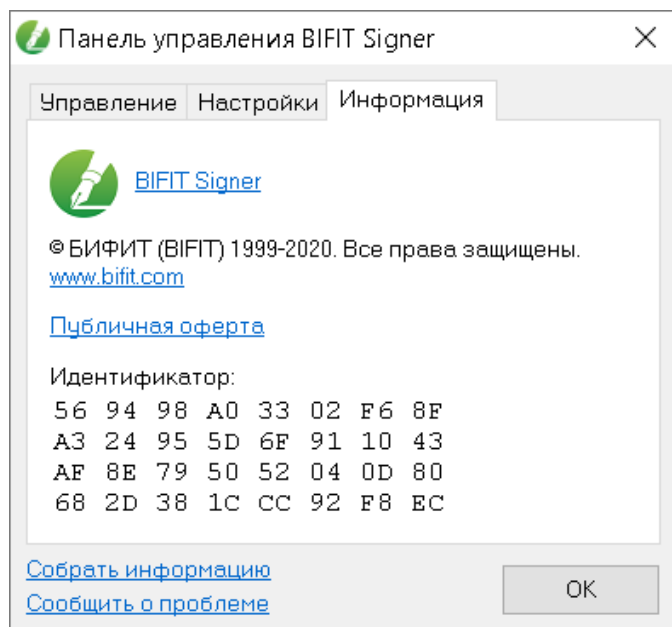 Панель управления BIFIT Signer
Управление Настройки Информация
BIFIT Signer
© БИФИТ (BIFIT) 1999-2020. Все права защищены.
www.bifit.com
Публичная оферта
Идентификатор:
56 94 98 A0 33 02 F6 8F
A3 24 95 5D 6F 91 10 43
AF 8E 79 50 52 04 0D 80
68 2D 38 1C CC 92 F8 EC
Собрать информацию
OK
Сообщить о проблеме